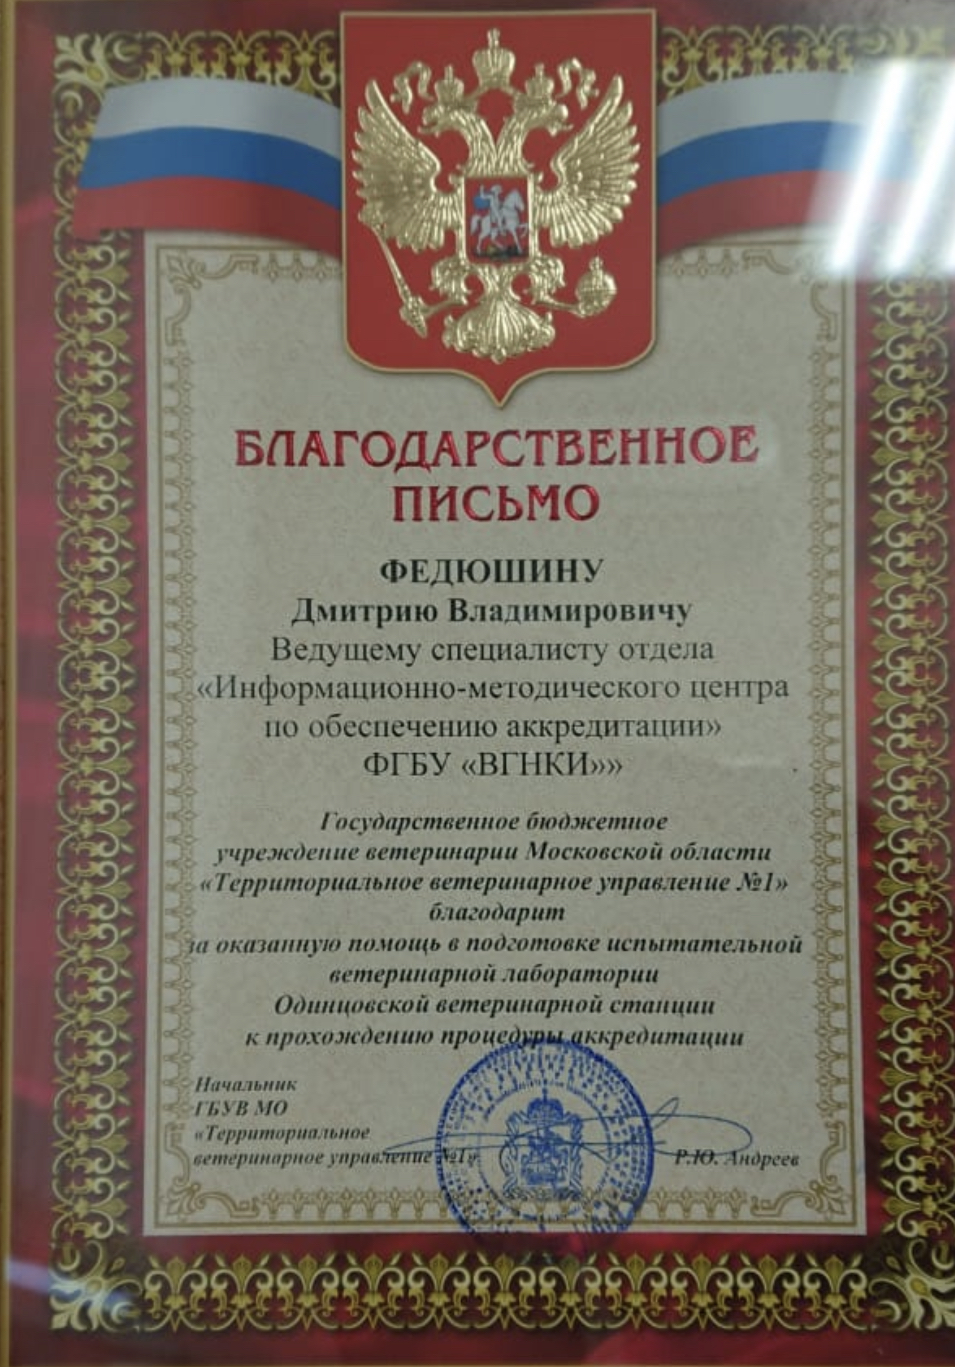 БЛАГОДАРСТВЕННОЕ
ПИСЬМО
ФЕДЮШИНУ
Дмитрию Владимировичу
Ведущему специалисту отдела
«Информационно-методического центра
по обеспечению аккредитации»
ФГБУ «ВГНКИ»»
Государственное бюджетное
учреждение ветеринарии Московской области
«Территориальное ветеринарное управление №1»
благодарит
за оказанную помощь в подготовке испытательной
ветеринарной лаборатории
Одинцовской ветеринарной станции
к прохождению процедуры аккредитации
Начальник
ГБУВ МО
«Территориальное
ветеринарное управление №1»
Р.Ю. Андреев